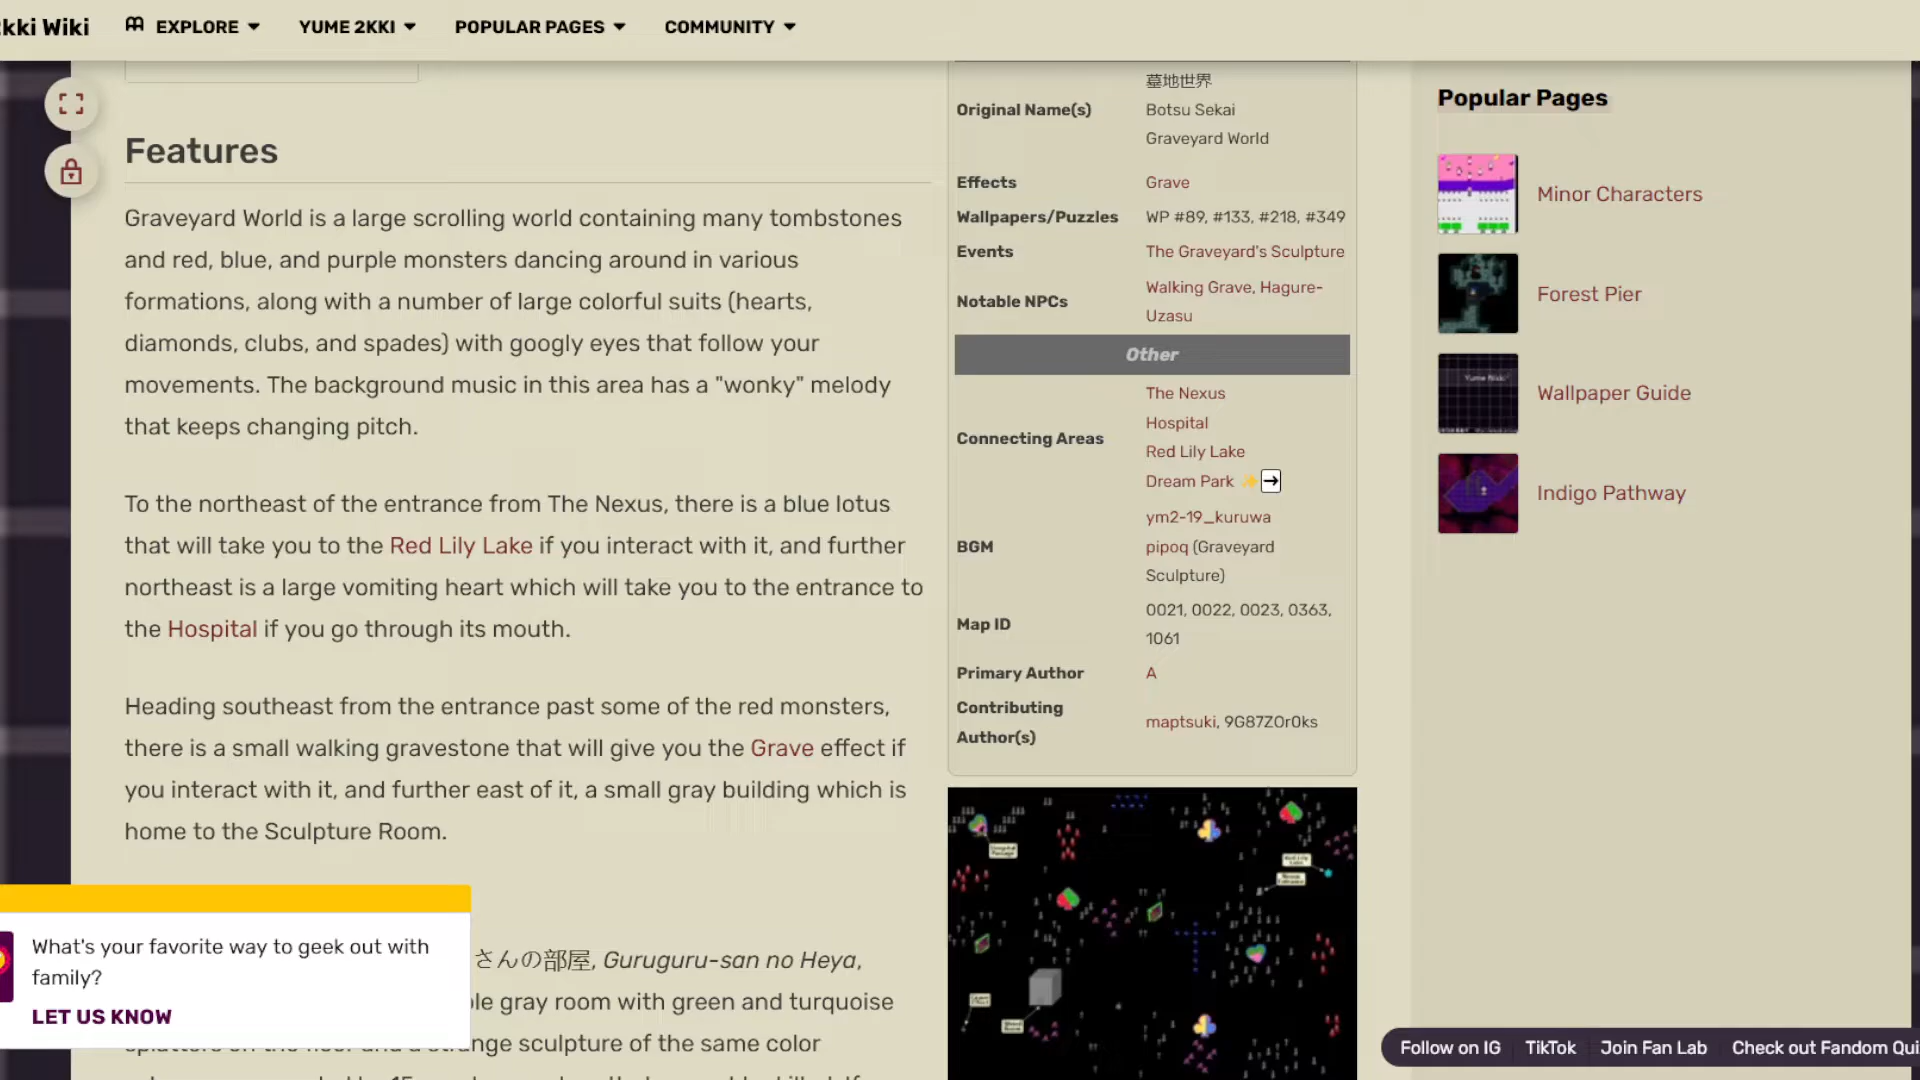 kki Wiki
EXPLORE
YUME 2KKI
POPULAR PAGES
COMMUNITY
Features
Graveyard World is a large scrolling world containing many tombstones
and red, blue, and purple monsters dancing around in various
formations, along with a number of large colorful suits (hearts,
diamonds, clubs, and spades) with googly eyes that follow your
movements. The background music in this area has a "wonky" melody
that keeps changing pitch.
To the northeast of the entrance from The Nexus, there is a blue lotus
that will take you to the Red Lily Lake if you interact with it, and further
northeast is a large vomiting heart which will take you to the entrance to
the Hospital if you go through its mouth.
Heading southeast from the entrance past some of the red monsters,
there is a small walking gravestone that will give you the Grave effect if
you interact with it, and further east of it, a small gray building which is
home to the Sculpture Room.
さんの部屋, Guruguru-san no Heya,
gray room with green and turquoise
sculpture of the same color
What's your favorite way to geek out with
family?
LET US KNOW
墓地世界
Original Name(s)
Botsu Sekai
Graveyard World
Effects
Grave
Wallpapers/Puzzles
WP #89, #133, #218, #349
Events
The Graveyard's Sculpture
Notable NPCs
Walking Grave, Hagure-
Uzasu
Other
Connecting Areas
The Nexus
Hospital
Red Lily Lake
Dream Park ✨➡
BGM
ym2-19_kuruwa
pipoq (Graveyard
Sculpture)
Map ID
0021, 0022, 0023, 0363,
1061
Primary Author
A
Contributing
Author(s)
maptsuki, 9G87ZOr0ks
Popular Pages
Minor Characters
Forest Pier
Wallpaper Guide
Indigo Pathway
Follow on IG
TikTok
Join Fan Lab
Check out Fandom Qui